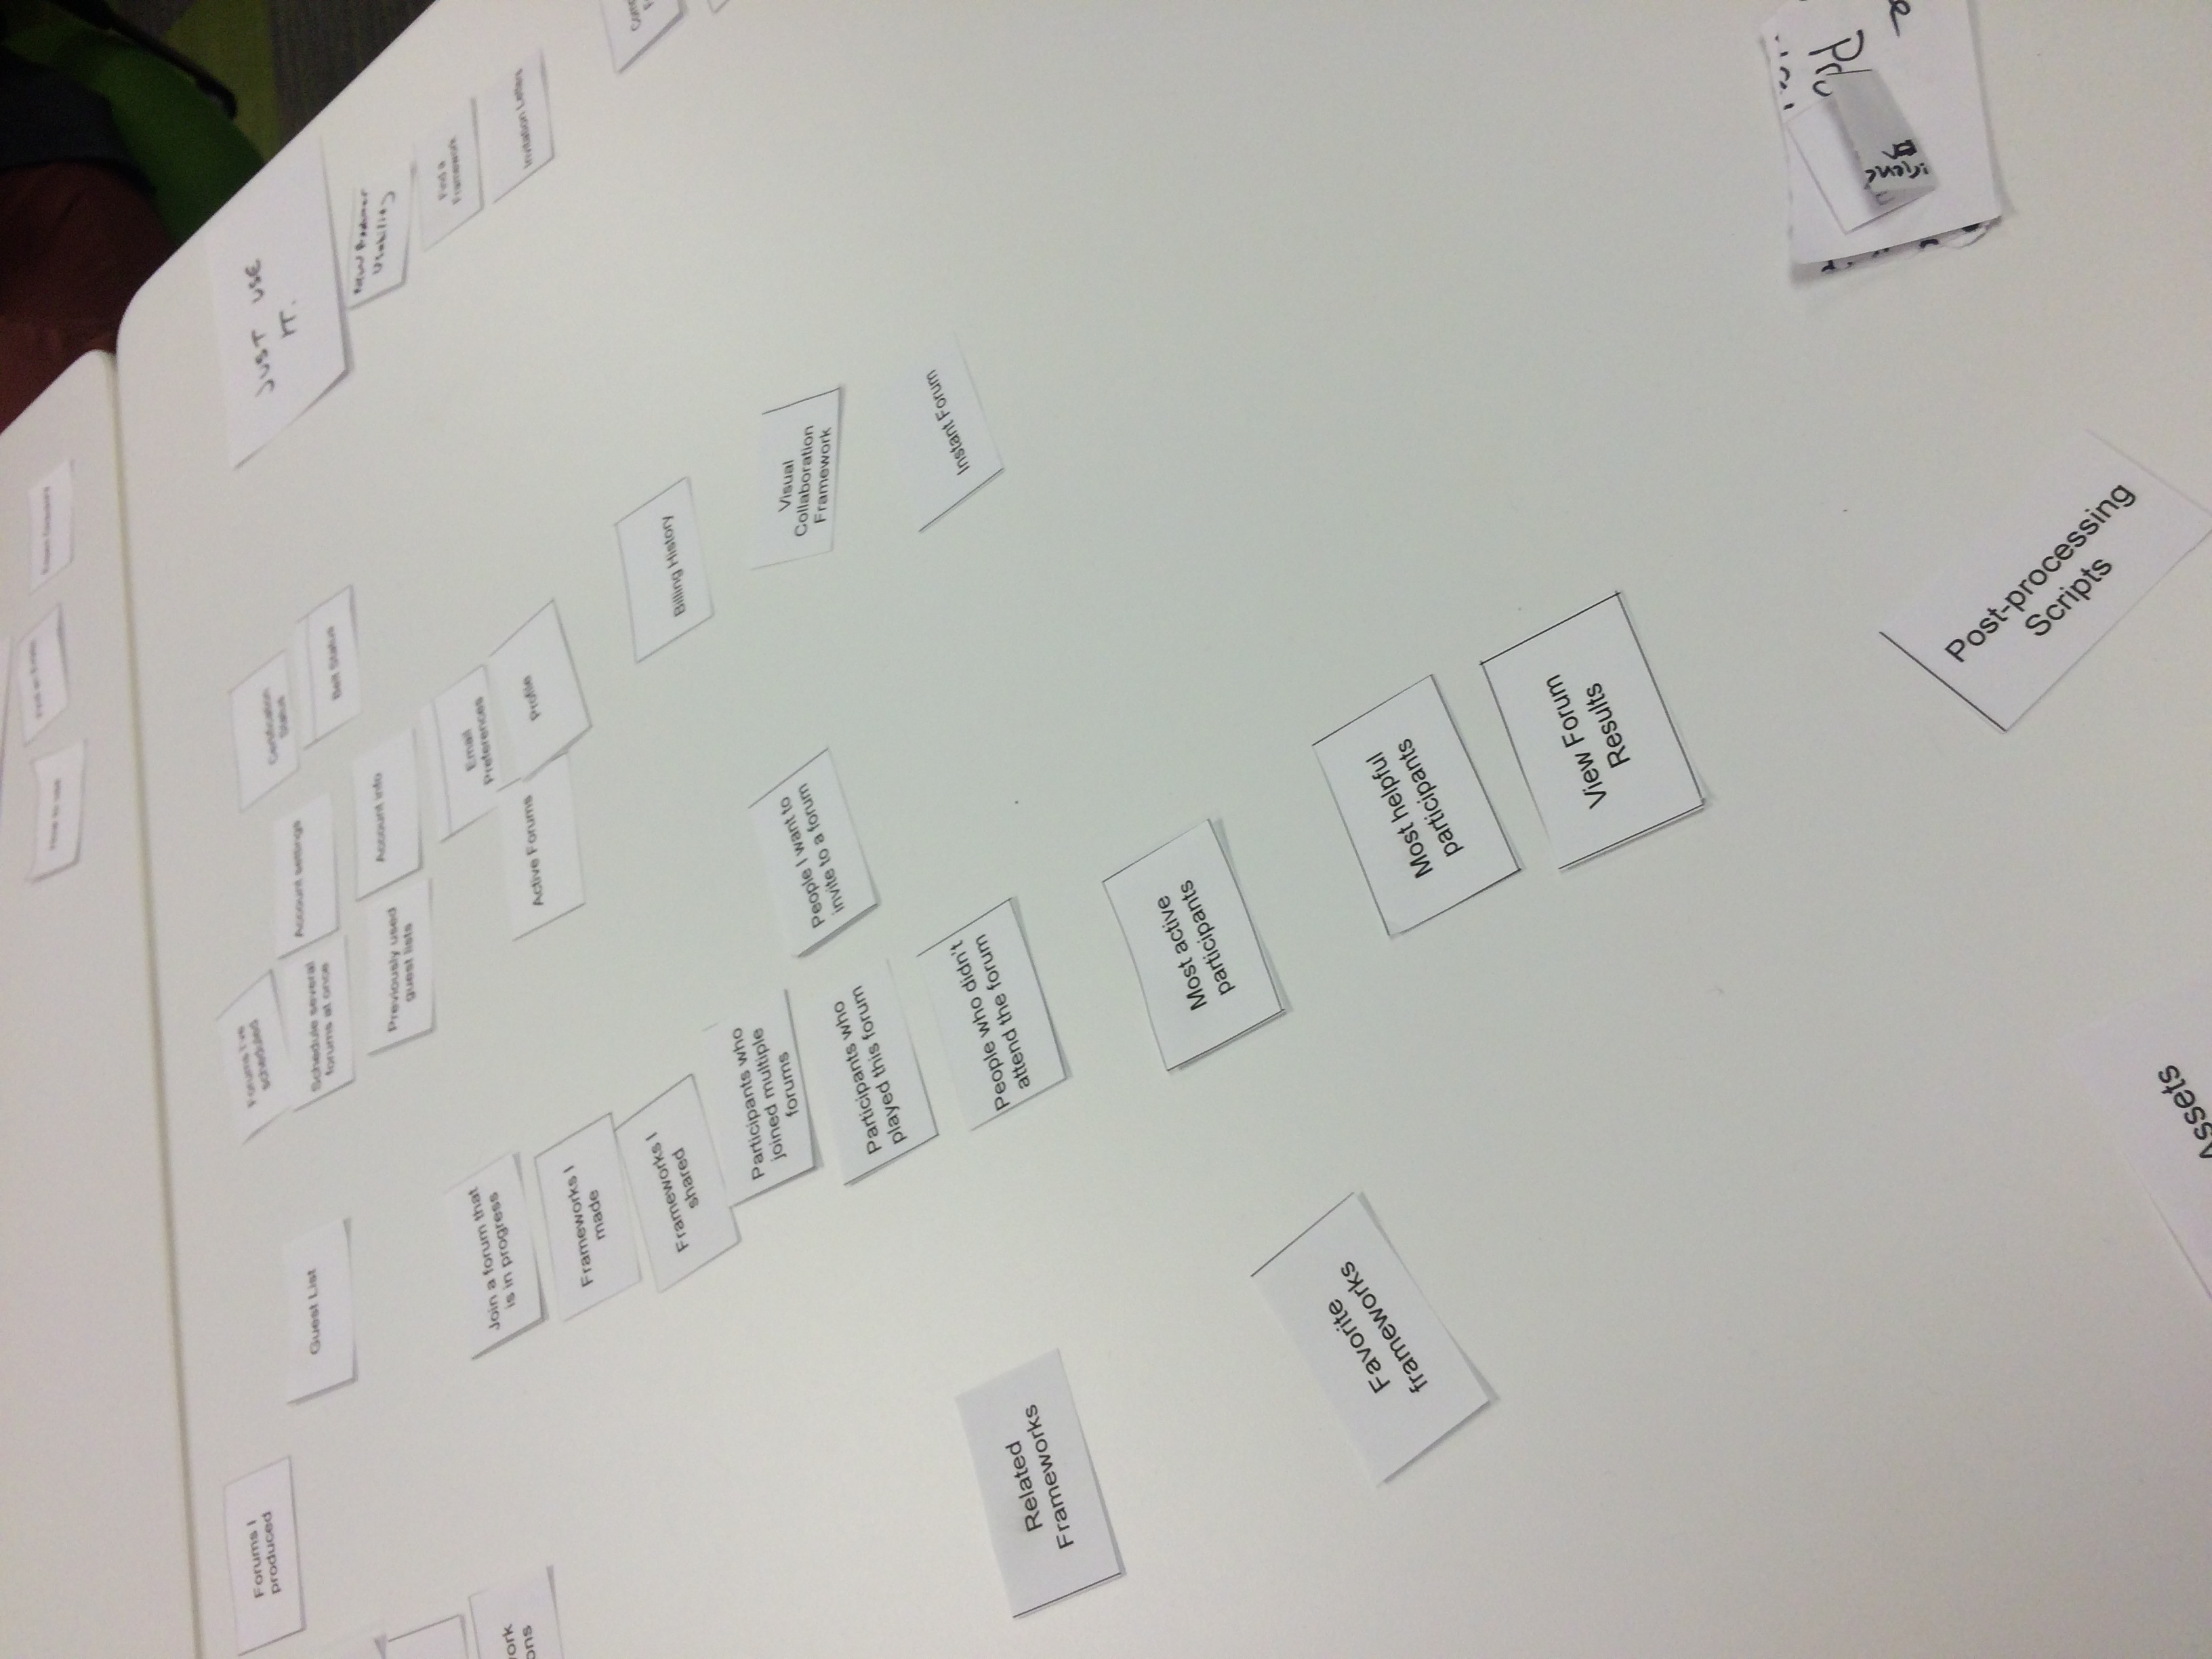 How to use
Find an Event
Expert Directory
Forums I
produced
Guest List
Forums I've
scheduled
Schedule several
forums at once
Account settings
Certification
Status
Belt Status
JUST USE
IT.
Previously used
guest lists
Account info
New
Usability
Email
Preferences
Find a
Framework
Join a forum that
is in progress
Active Forums
Profile
Invitation Letters
ork
ons
Frameworks I
made
Frameworks I
shared
Billing History
Participants who
joined multiple
forums
People I want to
invite to a forum
Visual
Collaboration
Framework
Participants who
played this forum
Instant Forum
People who didn't
attend the forum
Related
Frameworks
Most active
participants
Favorite
frameworks
Most helpful
participants
View Forum
Results
Post-processing
Scripts
Assets